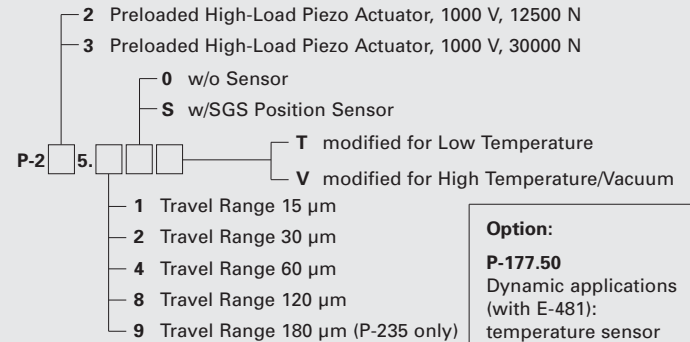 2 Preloaded High-Load Piezo Actuator, 1000 V, 12500 N
3 Preloaded High-Load Piezo Actuator, 1000 V, 30000 N
0 w/o Sensor
S w/SGS Position Sensor
T modified for Low Temperature
P-2 5.
V modified for High Temperature/Vacuum
1 Travel Range 15 µm
2 Travel Range 30 µm
4 Travel Range 60 µm
8 Travel Range 120 µm
9 Travel Range 180 µm (P-235 only)
Option:
P-177.50
Dynamic applications
(with E-481):
temperature sensor